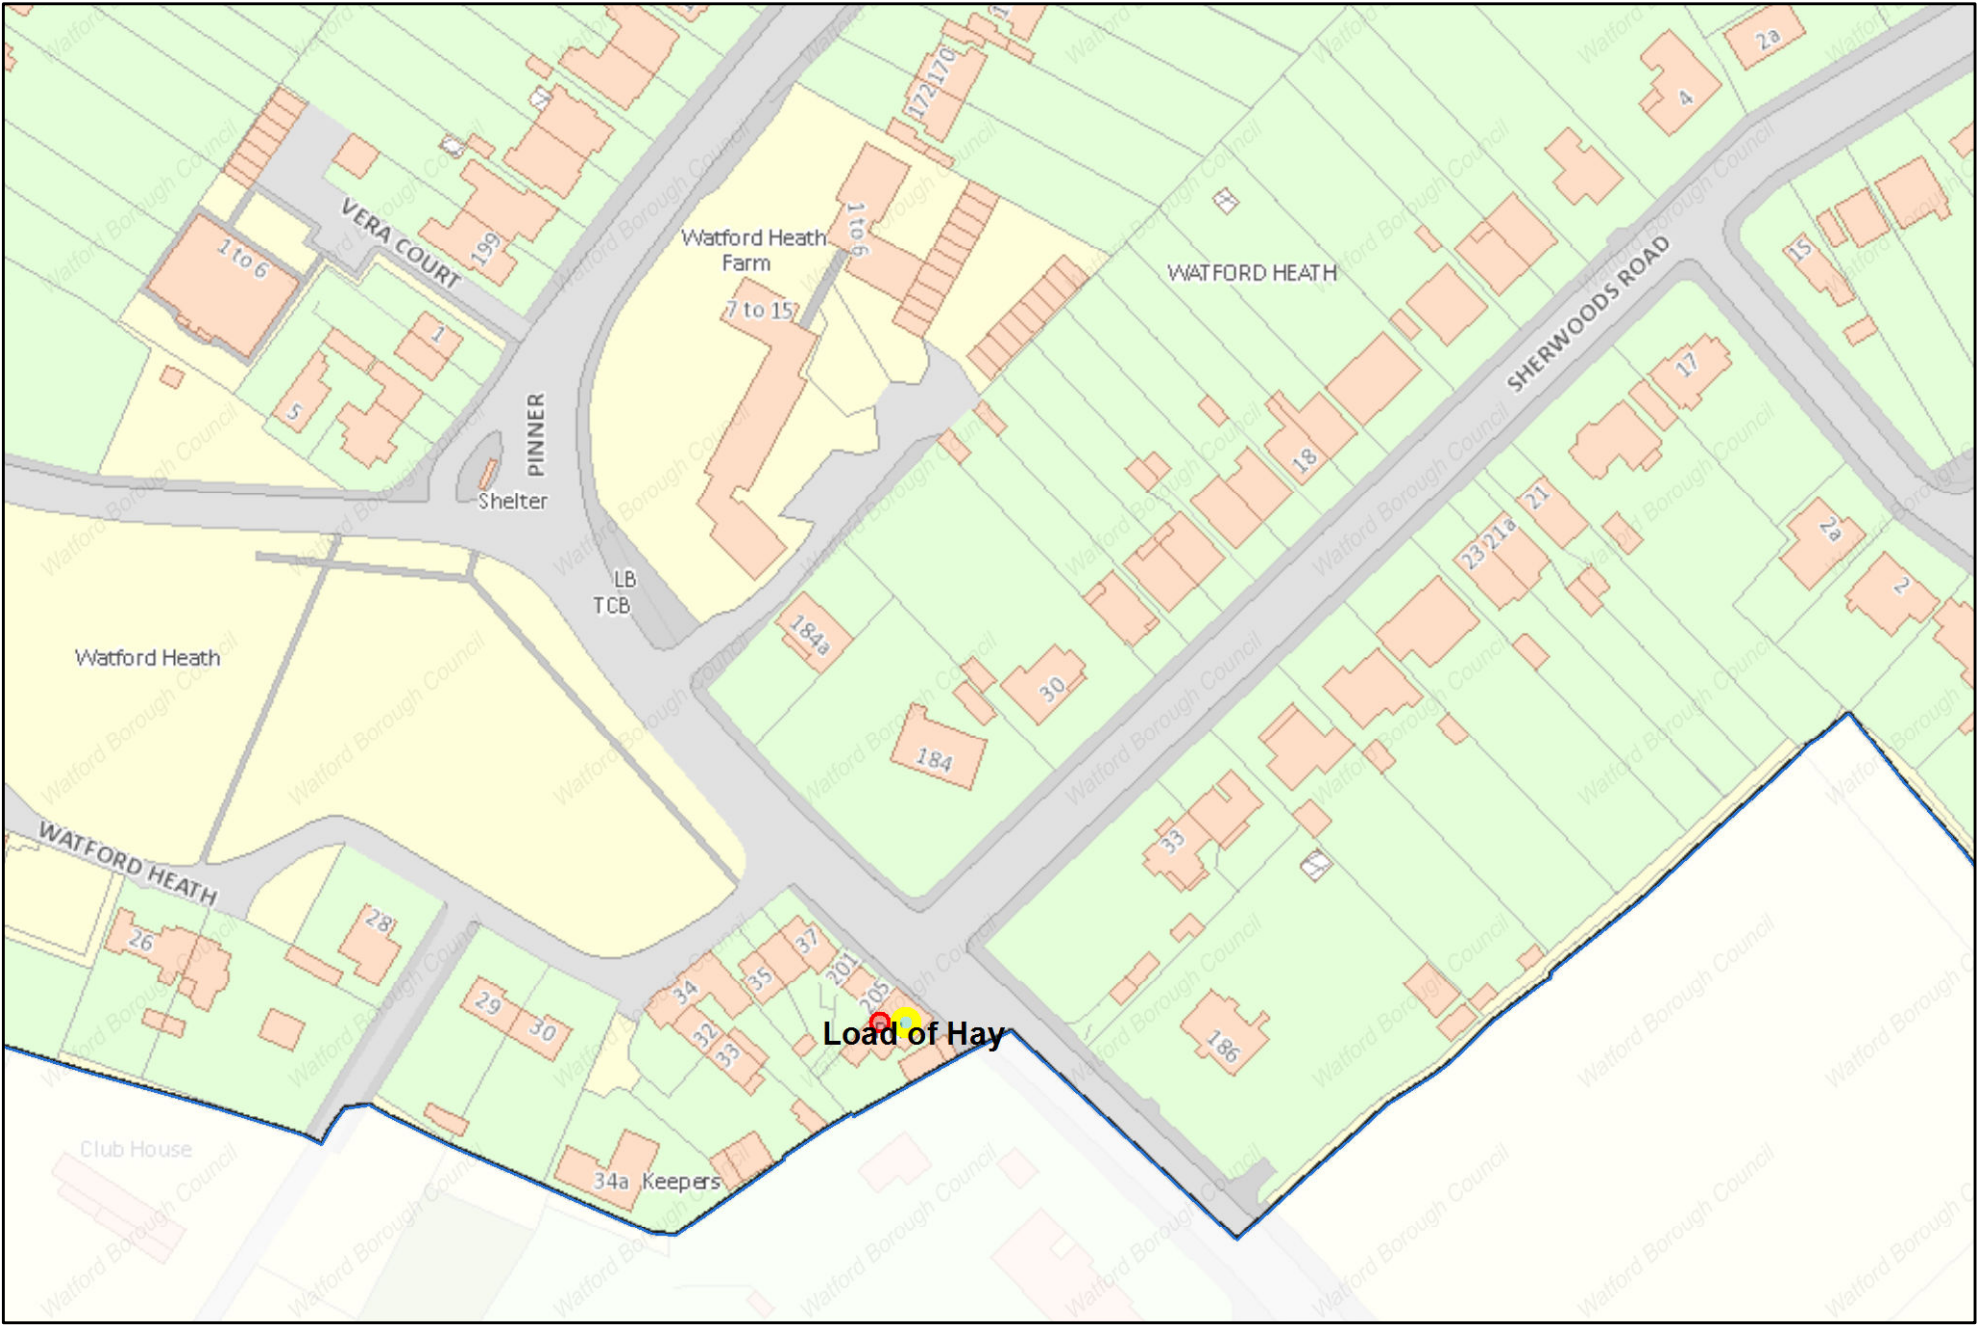 2a
4
172 170
VERA COURT
199
1 to 6
1 to 6
Watford Heath
Farm
7 to 15
WATFORD HEATH
SHERWOODS ROAD
15
1
5
PINNER
Shelter
17
18
21
23 21a
2a
2
LB
TCB
184a
30
184
Watford Heath
33
WATFORD HEATH
26
28
29
30
34
35
37
201
205
32
33
Load of Hay
186
Club House
34a
Keepers
Watford Borough Council